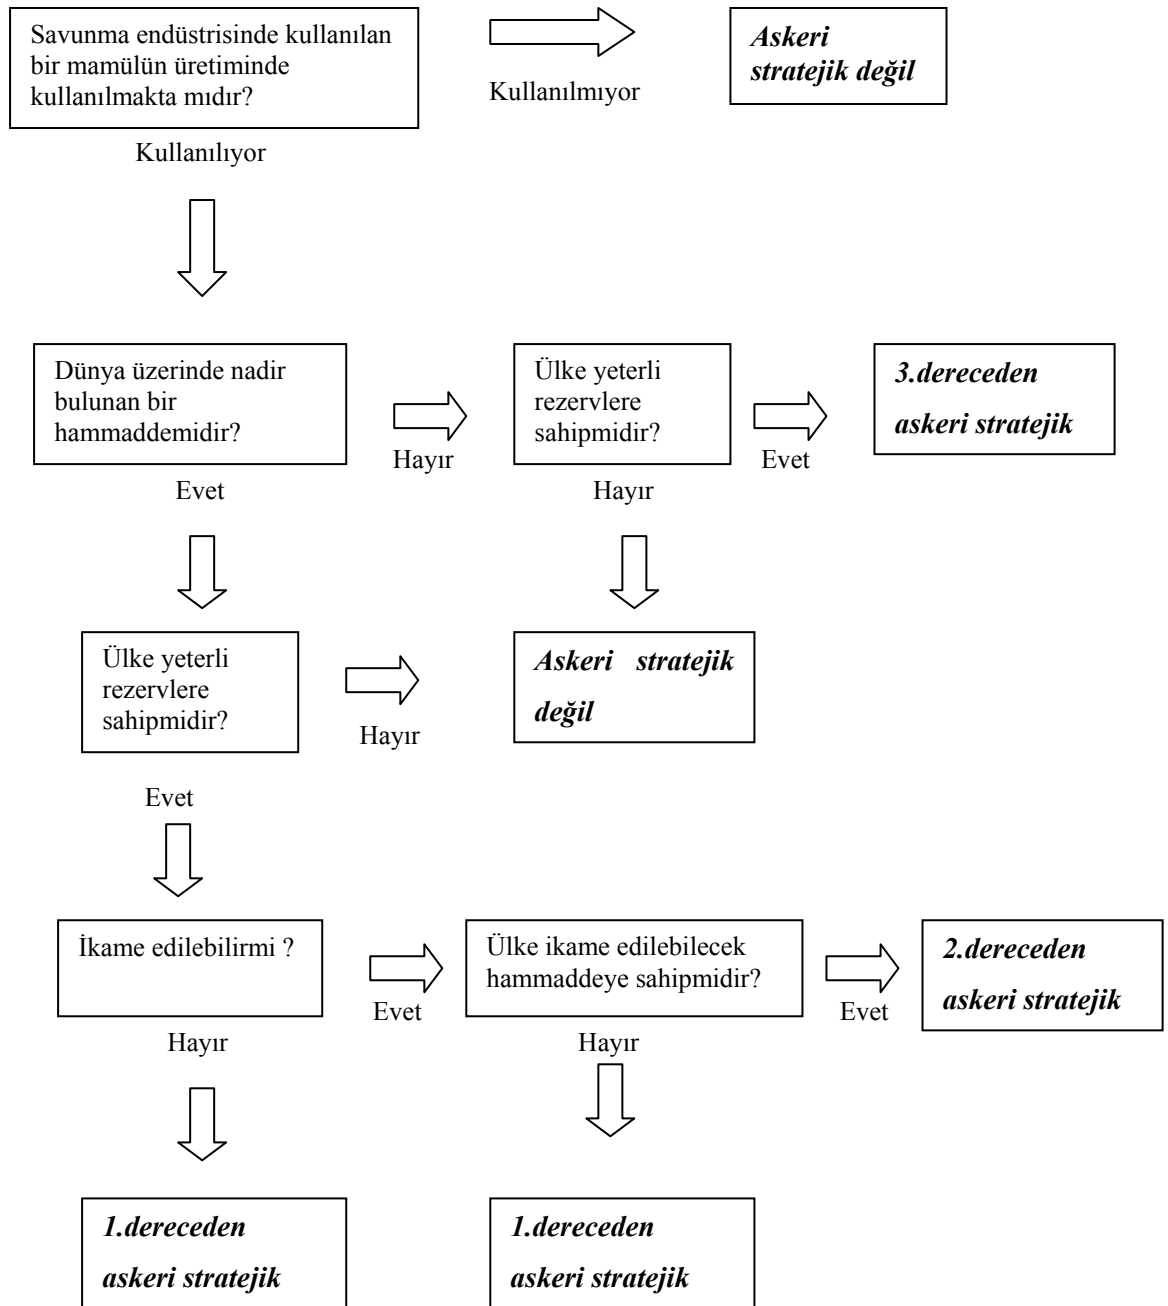 Savunma endüstrisinde kullanılan
bir mamülün üretiminde
kullanılmakta mıdır?
Kullanılmıyor
Askeri
stratejik değil
Kullanılıyor
Dünya üzerinde nadir
bulunan bir
hammaddemidir?
Hayır
Ülke yeterli
rezervlere
sahipmidir?
Evet
3.dereceden
askeri stratejik
Evet
Hayır
Ülke yeterli
rezervlere
sahipmidir?
Hayır
Askeri stratejik
değil
Evet
İkame edilebilirmi ?
Evet
Ülke ikame edilebilecek
hammaddeye sahipmidir?
Evet
2.dereceden
askeri stratejik
Hayır
Hayır
1.dereceden
askeri stratejik
1.dereceden
askeri stratejik